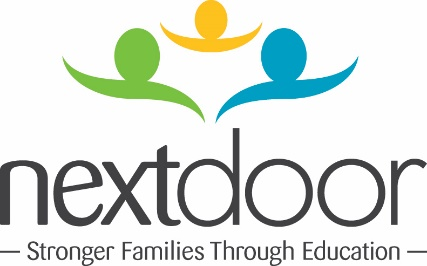 nextdoor
— Stronger Families Through Education —